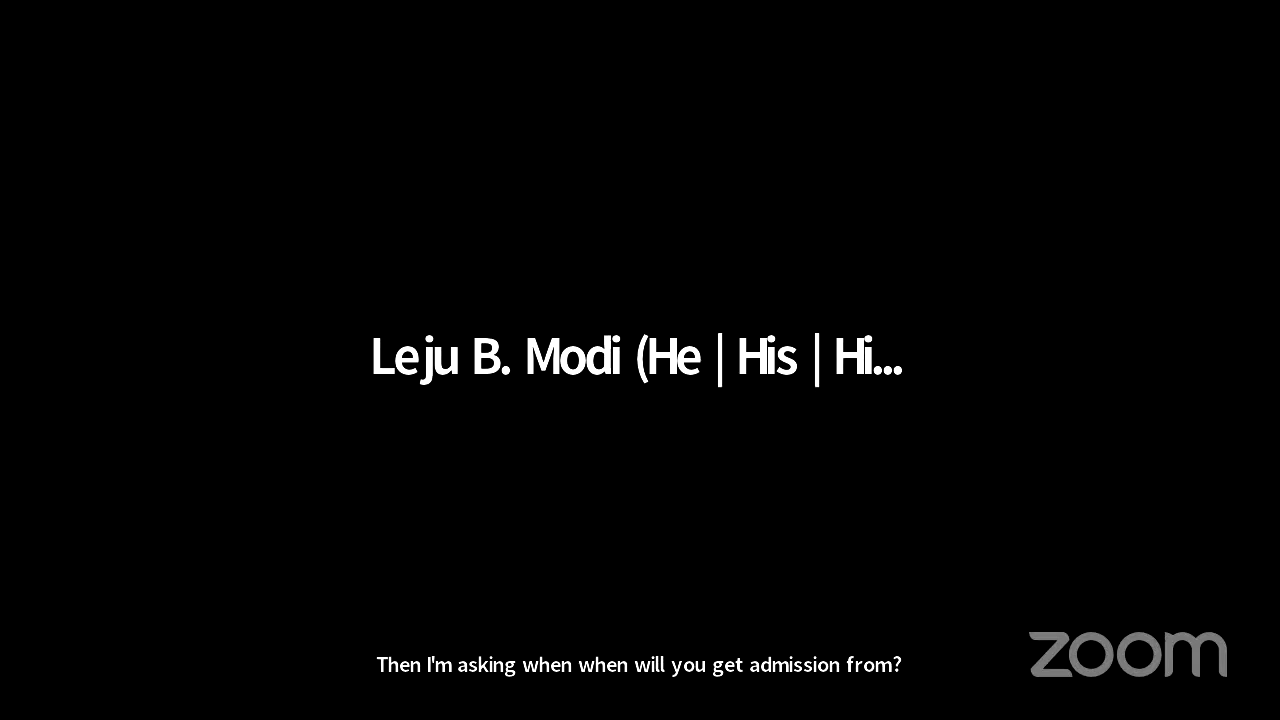 Leju B. Modi (He | His | Hi...
Then I'm asking when when will you get admission from?
zoom